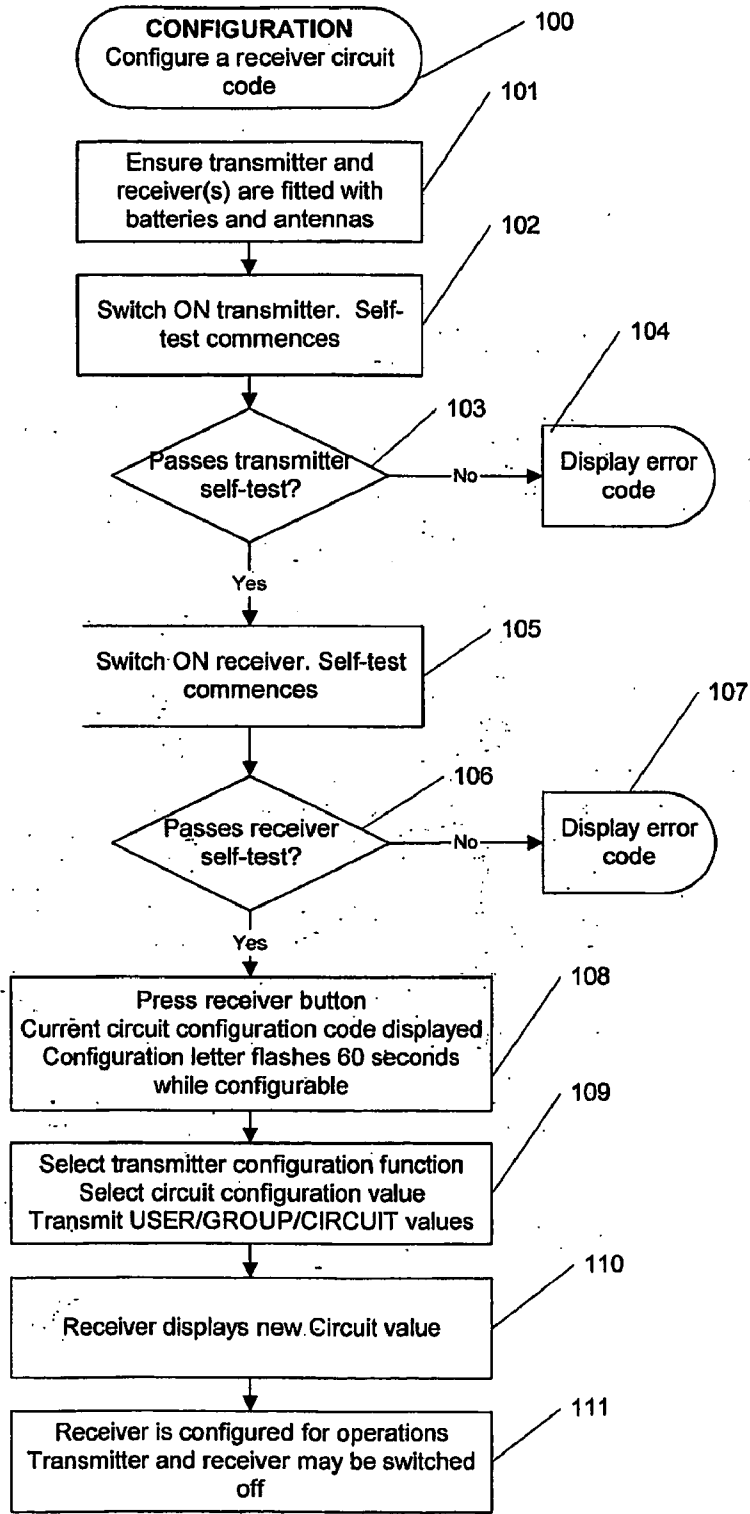 CONFIGURATION
Configure a receiver circuit
code
100
101
Ensure transmitter and
receiver(s) are fitted with
batteries and antennas
102
Switch ON transmitter. Self-
test commences
103
104
Passes transmitter
self-test?
No
Display error
code
Yes
105
Switch ON receiver. Self-test
commences
106
107
Passes receiver
self-test?
No
Display error
code
Yes
108
Press receiver button
Current circuit configuration code displayed
Configuration letter flashes 60 seconds
while configurable
109
Select transmitter configuration function
Select circuit configuration value
Transmit USER/GROUP/CIRCUIT values
110
Receiver displays new Circuit value
111
Receiver is configured for operations
Transmitter and receiver may be switched
off